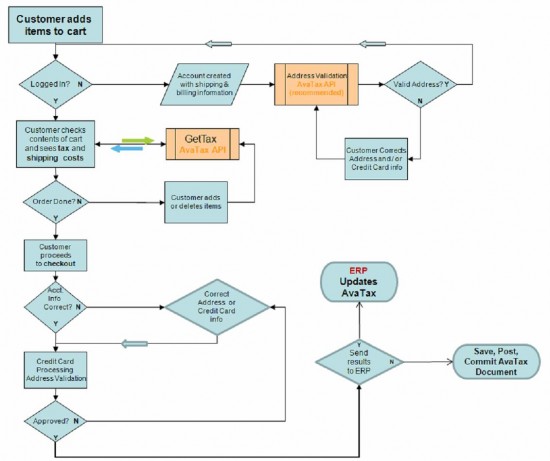 Customer adds
items to cart
Logged In? N
Y
Account created
with shipping &
billing information
Address Validation
AvaTax API
(recommended)
Valid Address? Y
N
Customer Corrects
Address and / or
Credit Card info
Customer checks
contents of cart
and sees tax and
shipping costs
GetTax
AvaTax API
Order Done? N
Y
Customer adds
or deletes items
Customer
proceeds
to checkout
Acct
Info
Correct? N
Y
Correct
Address or
Credit Card
Info
Credit Card
Processing
Address Validation
Approved? N
Y
ERP
Updates
AvaTax
Y
Send
results
to ERP
N
Save, Post,
Commit AvaTax
Document